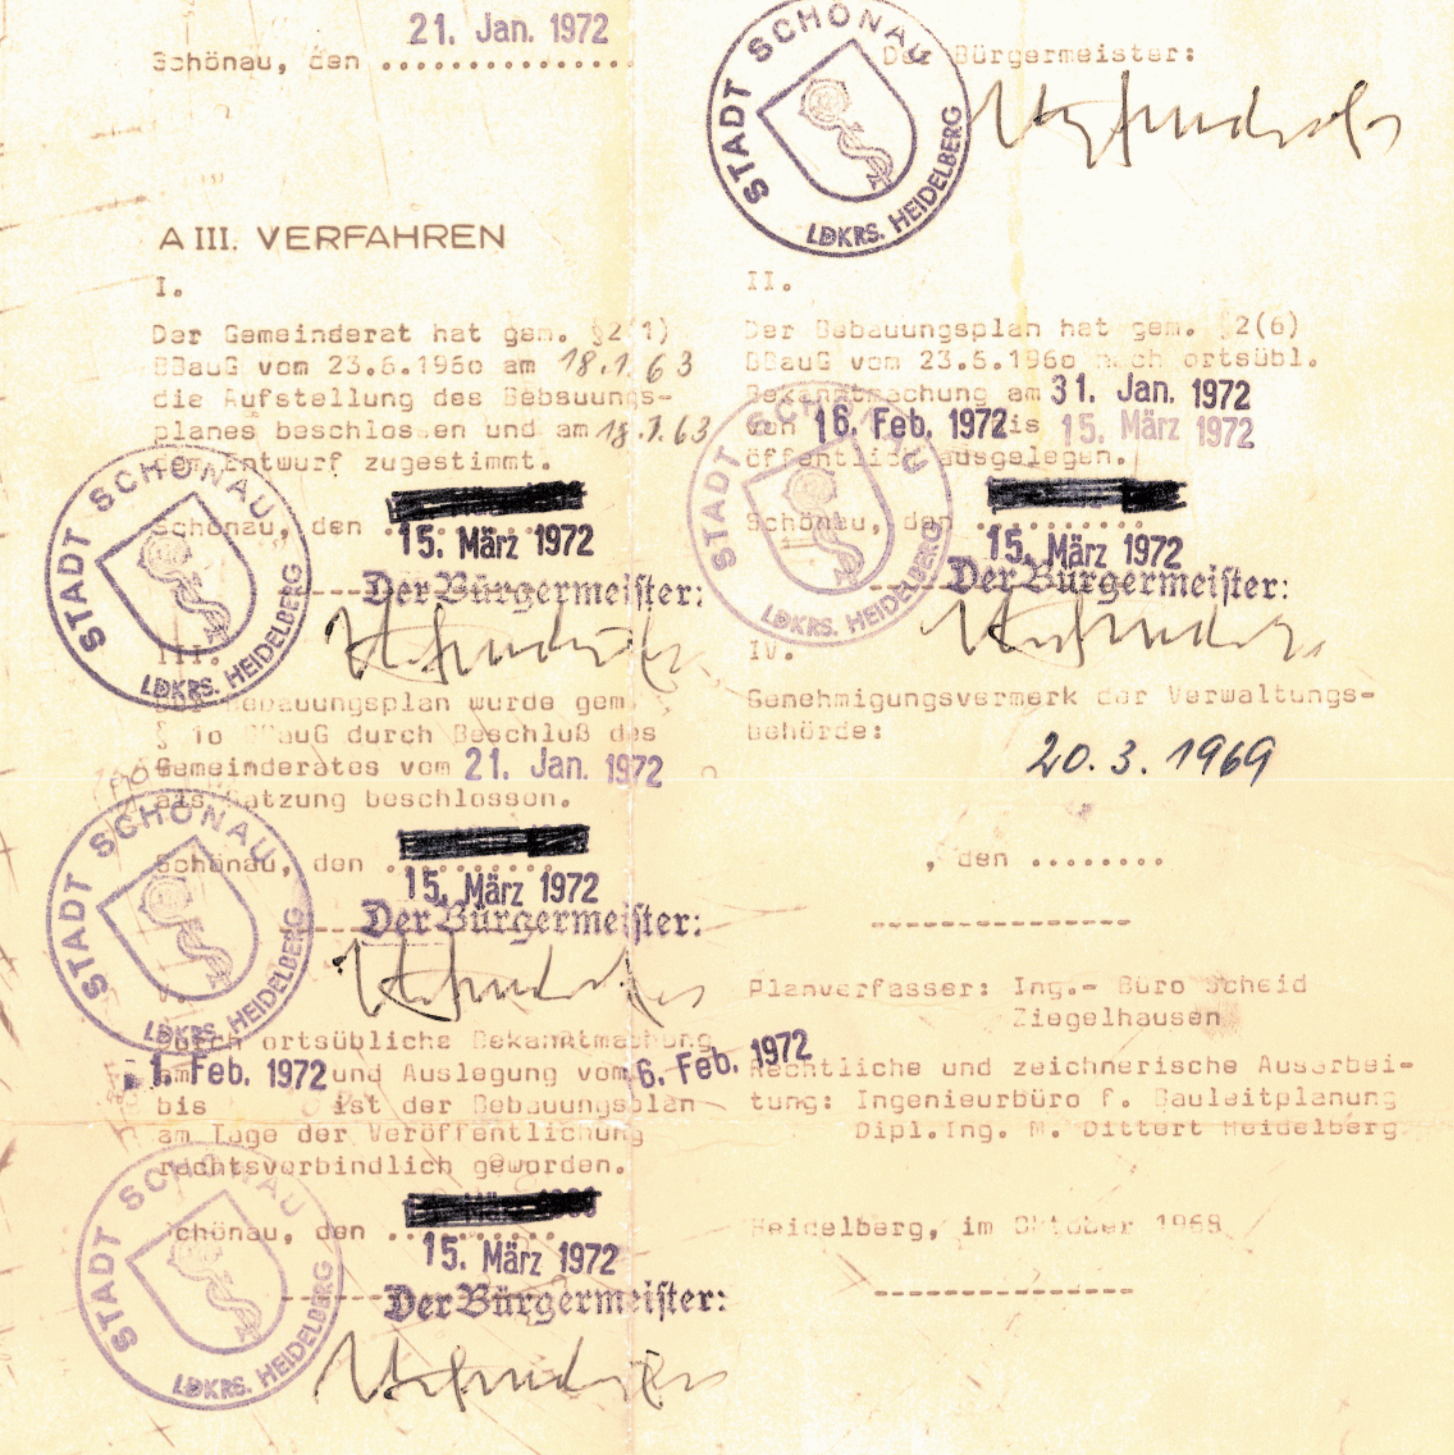 21. Jan. 1972
Schönau, den ................
Der Bürgermeister:
STADT SCHÖNAU
LDKRS. HEIDELBERG
A III. VERFAHREN
I.
Der Gemeinderat hat gem. §2(1)
BBauG vom 23.6.1960 am 18.1.63
die Aufstellung des Bebauungs-
planes beschlossen und am 18.1.63
dem Entwurf zugestimmt.
Schönau, den ..........
15. März 1972
Der Bürgermeister:
STADT SCHÖNAU
LDKRS. HEIDELBERG
II.
Der Bebauungsplan hat gem. §2(6)
BBauG vom 23.6.1960 nach ortsübl.
Bekanntmachung am 31. Jan. 1972
von 16. Feb. 1972 bis 15. März 1972
öffentlich ausgelegen.
Schönau, den ..........
15. März 1972
Der Bürgermeister:
STADT SCHÖNAU
LDKRS. HEIDELBERG
III.
Der Bebauungsplan wurde gem.
§ 10 BBauG durch Beschluß des
Gemeinderates vom 21. Jan. 1972
als Satzung beschlossen.
Schönau, den ..........
15. März 1972
Der Bürgermeister:
STADT SCHÖNAU
LDKRS. HEIDELBERG
IV.
Genehmigungsvermerk der Verwaltungs-
behörde:
20.3.1969
, den ........
V.
Durch ortsübliche Bekanntmachung
am 1. Feb. 1972 und Auslegung vom 6. Feb. 1972
bis ist der Bebauungsplan
am Tage der Veröffentlichung
rechtsverbindlich geworden.
Schönau, den ..........
15. März 1972
Der Bürgermeister:
STADT SCHÖNAU
LDKRS. HEIDELBERG
Planverfasser: Ing.- Büro Scheid
Ziegelhausen
Rechtliche und zeichnerische Ausarbei-
tung: Ingenieurbüro f. Bauleitplanung
Dipl.Ing. M. Dittert Heidelberg
Heidelberg, im Oktober 1968